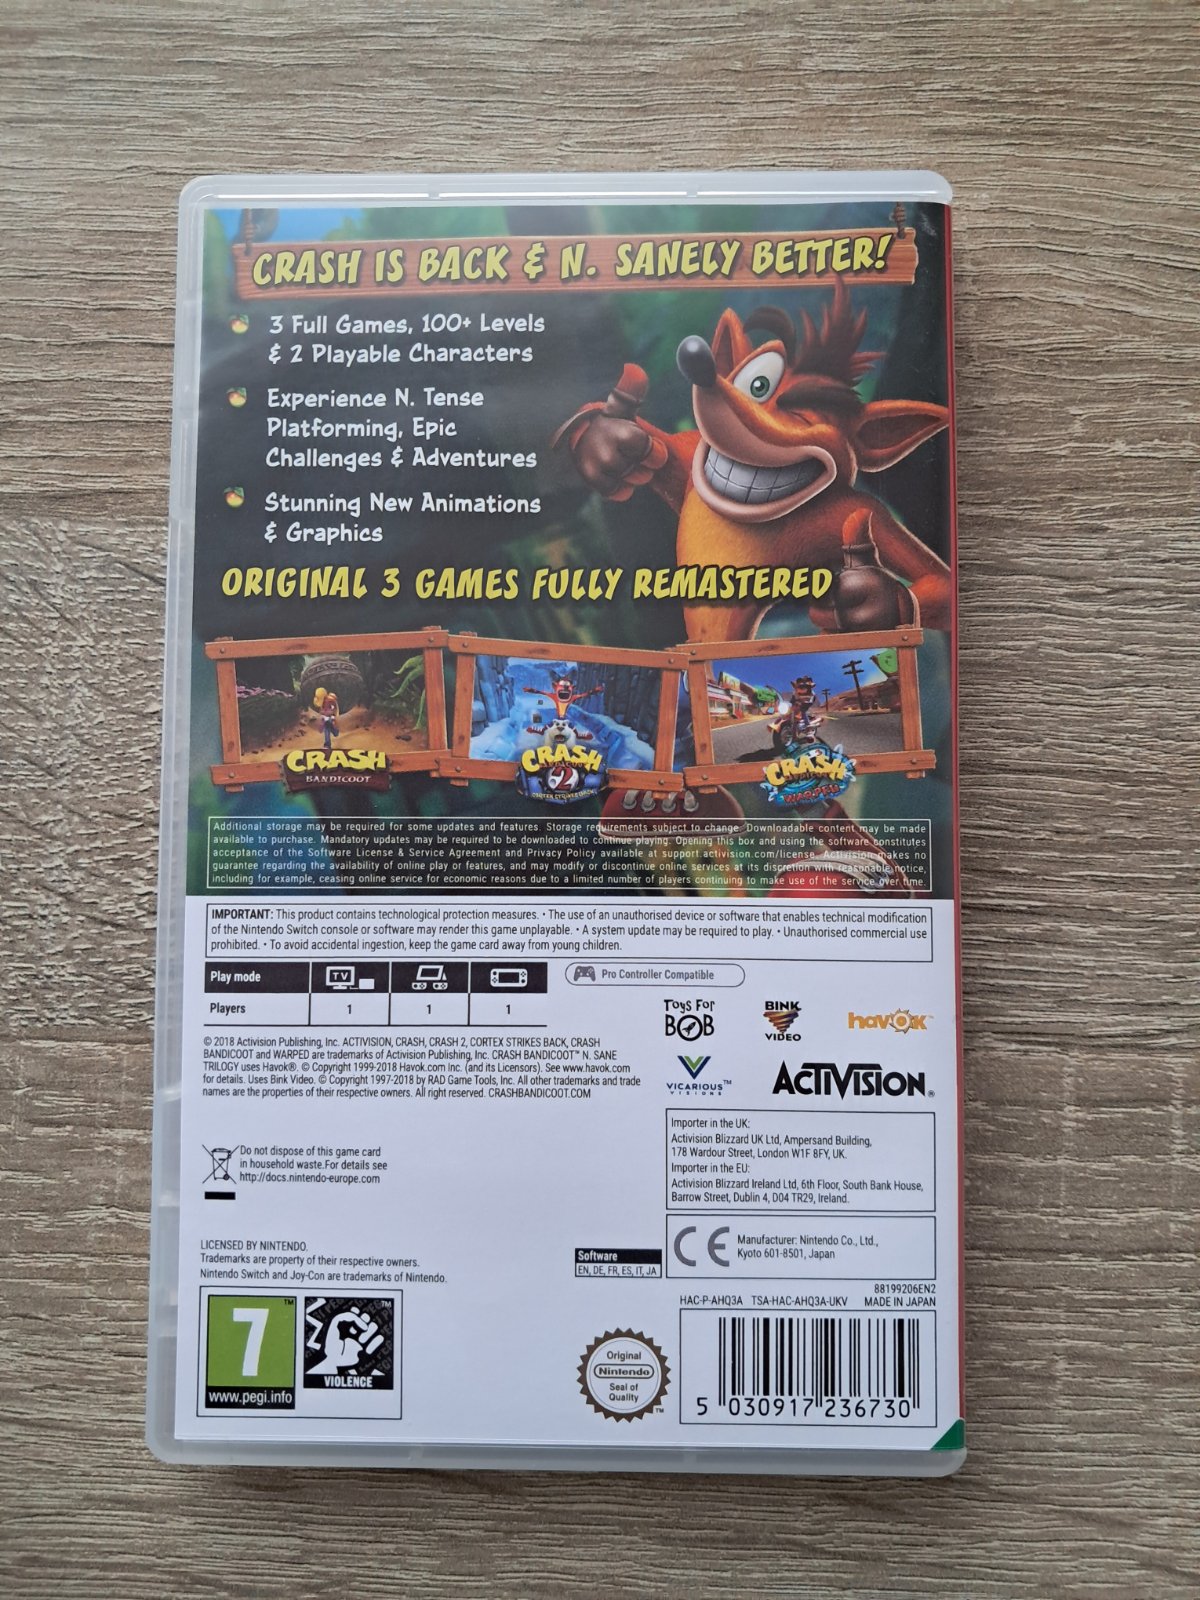 CRASH IS BACK & N. SANELY BETTER!
3 Full Games, 100+ Levels
& 2 Playable Characters
Experience N. Tense
Platforming, Epic
Challenges & Adventures
Stunning New Animations
& Graphics
ORIGINAL 3 GAMES FULLY REMASTERED
CRASH
BANDICOOT
CRASH
BANDICOOT
2
CORTEX STRIKES BACK
CRASH
BANDICOOT
WARPED
Additional storage may be required for some updates and features. Storage requirements subject to change. Downloadable content may be made
available to purchase. Mandatory updates may be required to be downloaded to continue playing. Opening this box and using the software constitutes
acceptance of the Software License & Service Agreement and Privacy Policy available at support.activision.com/license. Activision makes no
guarantee regarding the availability of online play or features, and may modify or discontinue online services at its discretion with reasonable notice,
including for example, ceasing online service for economic reasons due to a limited number of players continuing to make use of the service over time.
IMPORTANT: This product contains technological protection measures. • The use of an unauthorised device or software that enables technical modification
of the Nintendo Switch console or software may render this game unplayable. • A system update may be required to play. • Unauthorised commercial use
prohibited. • To avoid accidental ingestion, keep the game card away from young children.
Play mode
TV
Pro Controller Compatible
Players 1 1 1
© 2018 Activision Publishing, Inc. ACTIVISION, CRASH, CRASH 2, CORTEX STRIKES BACK, CRASH
BANDICOOT and WARPED are trademarks of Activision Publishing, Inc. CRASH BANDICOOT™ N. SANE
TRILOGY uses Havok®. © Copyright 1999-2018 Havok.com Inc. (and its Licensors). See www.havok.com
for details. Uses Bink Video. © Copyright 1997-2018 by RAD Game Tools, Inc. All other trademarks and trade
names are the properties of their respective owners. All right reserved. CRASHBANDICOOT.COM
TOYS FOR
BOB
BINK
VIDEO
havok™
VICARIOUS™
VISIONS
ACTIVISION®
Do not dispose of this game card
in household waste.For details see
http://docs.nintendo-europe.com
Importer in the UK:
Activision Blizzard UK Ltd, Ampersand Building,
178 Wardour Street, London W1F 8FY, UK.
Importer in the EU:
Activision Blizzard Ireland Ltd, 6th Floor, South Bank House,
Barrow Street, Dublin 4, D04 TR29, Ireland.
CE
Manufacturer: Nintendo Co., Ltd.,
Kyoto 601-8501, Japan
LICENSED BY NINTENDO.
Trademarks are property of their respective owners.
Nintendo Switch and Joy-Con are trademarks of Nintendo.
Software
EN, DE, FR, ES, IT, JA
88199206EN2
HAC-P-AHQ3A TSA-HAC-AHQ3A-UKV MADE IN JAPAN
7™
www.pegi.info
™
VIOLENCE
Original
Nintendo
Seal of
Quality
™
5 030917 236730